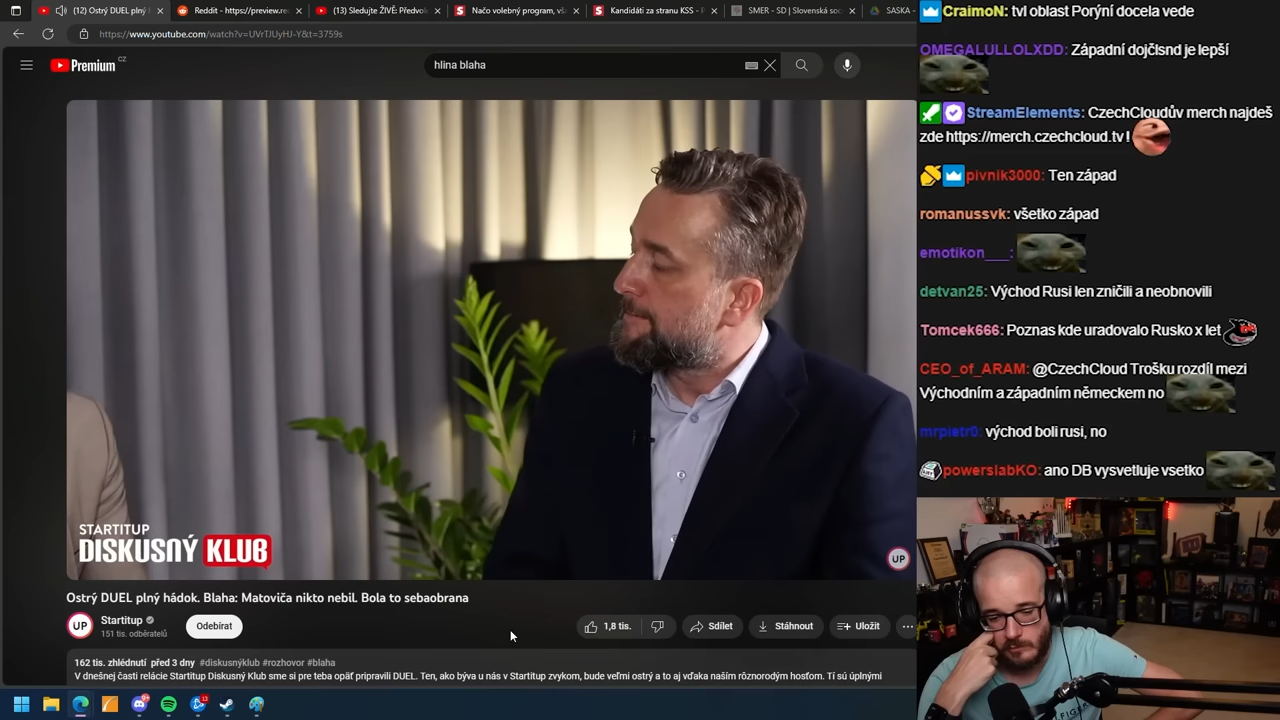 (12) Ostrý DUEL plný h
Reddit - https://preview.re
(13) Sledujte ŽIVĚ: Předvol
Načo volebný program, vš
Kandidáti za stranu KSS - P
SMER - SD | Slovenská soc
SASKA -
https://www.youtube.com/watch?v=UVrTJUyHJ-Y&t=3759s
Premium CZ
hlina blaha
STARTITUP
DISKUSNÝ KLUB
UP
Ostrý DUEL plný hádok. Blaha: Matoviča nikto nebil. Bola to sebaobrana
UP
Startitup
151 tis. odběratelů
Odebírat
1,8 tis.
Sdílet
Stáhnout
Uložit
162 tis. zhlédnutí před 3 dny #diskusnýklub #rozhovor #blaha
V dnešnej časti relácie Startitup Diskusný Klub sme si pre teba opäť pripravili DUEL. Ten, ako býva u nás v Startitup zvykom, bude veľmi ostrý a to aj vďaka našim rôznorodým hosťom. Tí sú úplnými
CraimoN: tvl oblast Porýní docela vede
OMEGALULLOLXDD: Západní dojčlsnd je lepší
StreamElements: CzechCloudův merch najdeš
zde https://merch.czechcloud.tv !
pivnik3000: Ten západ
romanussvk: všetko západ
emotikon___:
detvan25: Východ Rusi len zničili a neobnovili
Tomcek666: Poznas kde uradovalo Rusko x let
CEO_of_ARAM: @CzechCloud Trošku rozdíl mezi
Východním a západním německem no
mrpietr0: východ boli rusi, no
powerslabKO: ano DB vysvetluje vsetko